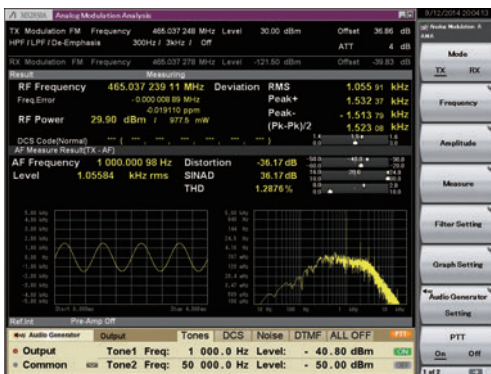 MS2830A Analog Modulation Analysis
9/12/2014 20:04:13
TX Modulation FM Frequency 465.037 248 MHz Level 30.00 dBm Offset 36.86 dB
HPF / LPF / De-Emphasis 300Hz / 3kHz / Off ATT 4 dB
RX Modulation FM Frequency 465.037 278 MHz Level -121.50 dBm Offset -39.83 dB
Result Measuring
RF Frequency 465.037 239 11 MHz Deviation RMS 1.055 91 kHz
Freq.Error -0.000 008 89 MHz Peak+ 1.532 37 kHz
-0.019110 ppm Peak- - 1.513 79 kHz
RF Power 29.90 dBm / 977.5 mW (Pk-Pk)/2 1.523 08 kHz
DCS Code(Normal) --- ( ---, ---, ---, ---, ---, --- )
AF Measure Result(TX - AF)
AF Frequency 1 000.000 98 Hz Distortion -36.17 dB
Level 1.05584 kHz rms SINAD 36.17 dB
THD 1.2876 %
Ref.Int Pre-Amp Off
Audio Generator Output Tones DCS Noise DTMF ALL OFF PTT
Output Tone1 Freq: 1 000.0 Hz Level: - 40.80 dBm ON
Common Tone2 Freq: 50 000.0 Hz Level: - 50.00 dBm OFF
Mode
TX RX
Frequency
Amplitude
Measure
Filter Setting
Graph Setting
Audio Generator
Setting
PTT
On Off
1 of 2